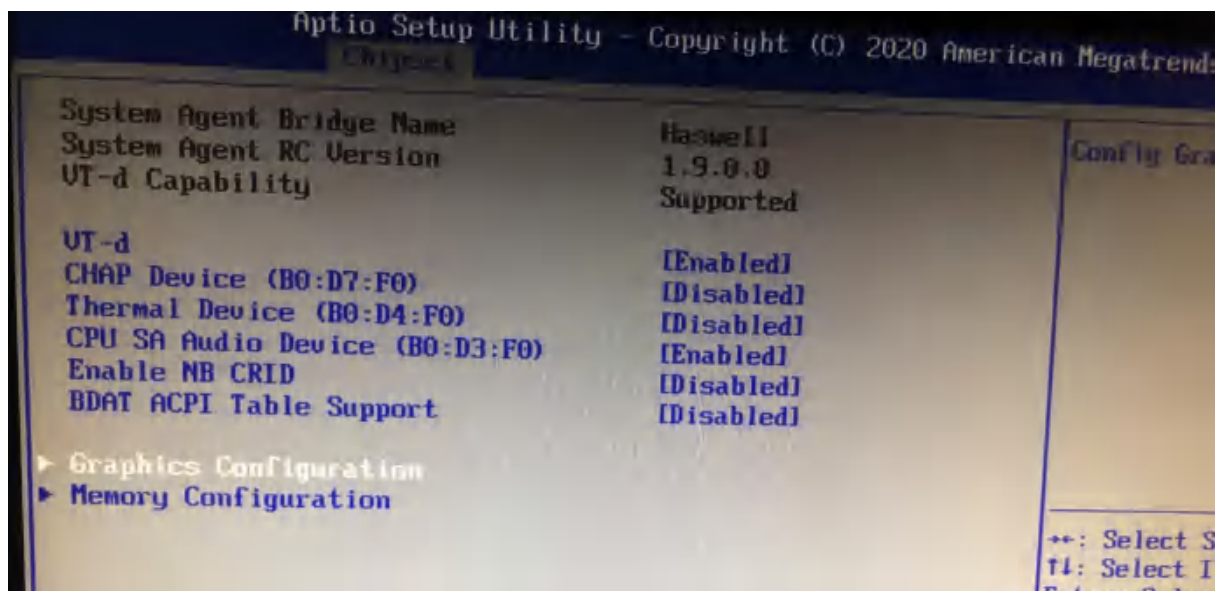 Aptio Setup Utility - Copyright (C) 2020 American Megatrends
Chipset
System Agent Bridge Name Haswell
System Agent RC Version 1.9.0.0
VT-d Capability Supported
VT-d [Enabled]
CHAP Device (B0:D7:F0) [Disabled]
Thermal Device (B0:D4:F0) [Disabled]
CPU SA Audio Device (B0:D3:F0) [Enabled]
Enable NB CRID [Disabled]
BDAT ACPI Table Support [Disabled]
► Graphics Configuration
► Memory Configuration
Config Gra
→←: Select S
↑↓: Select I